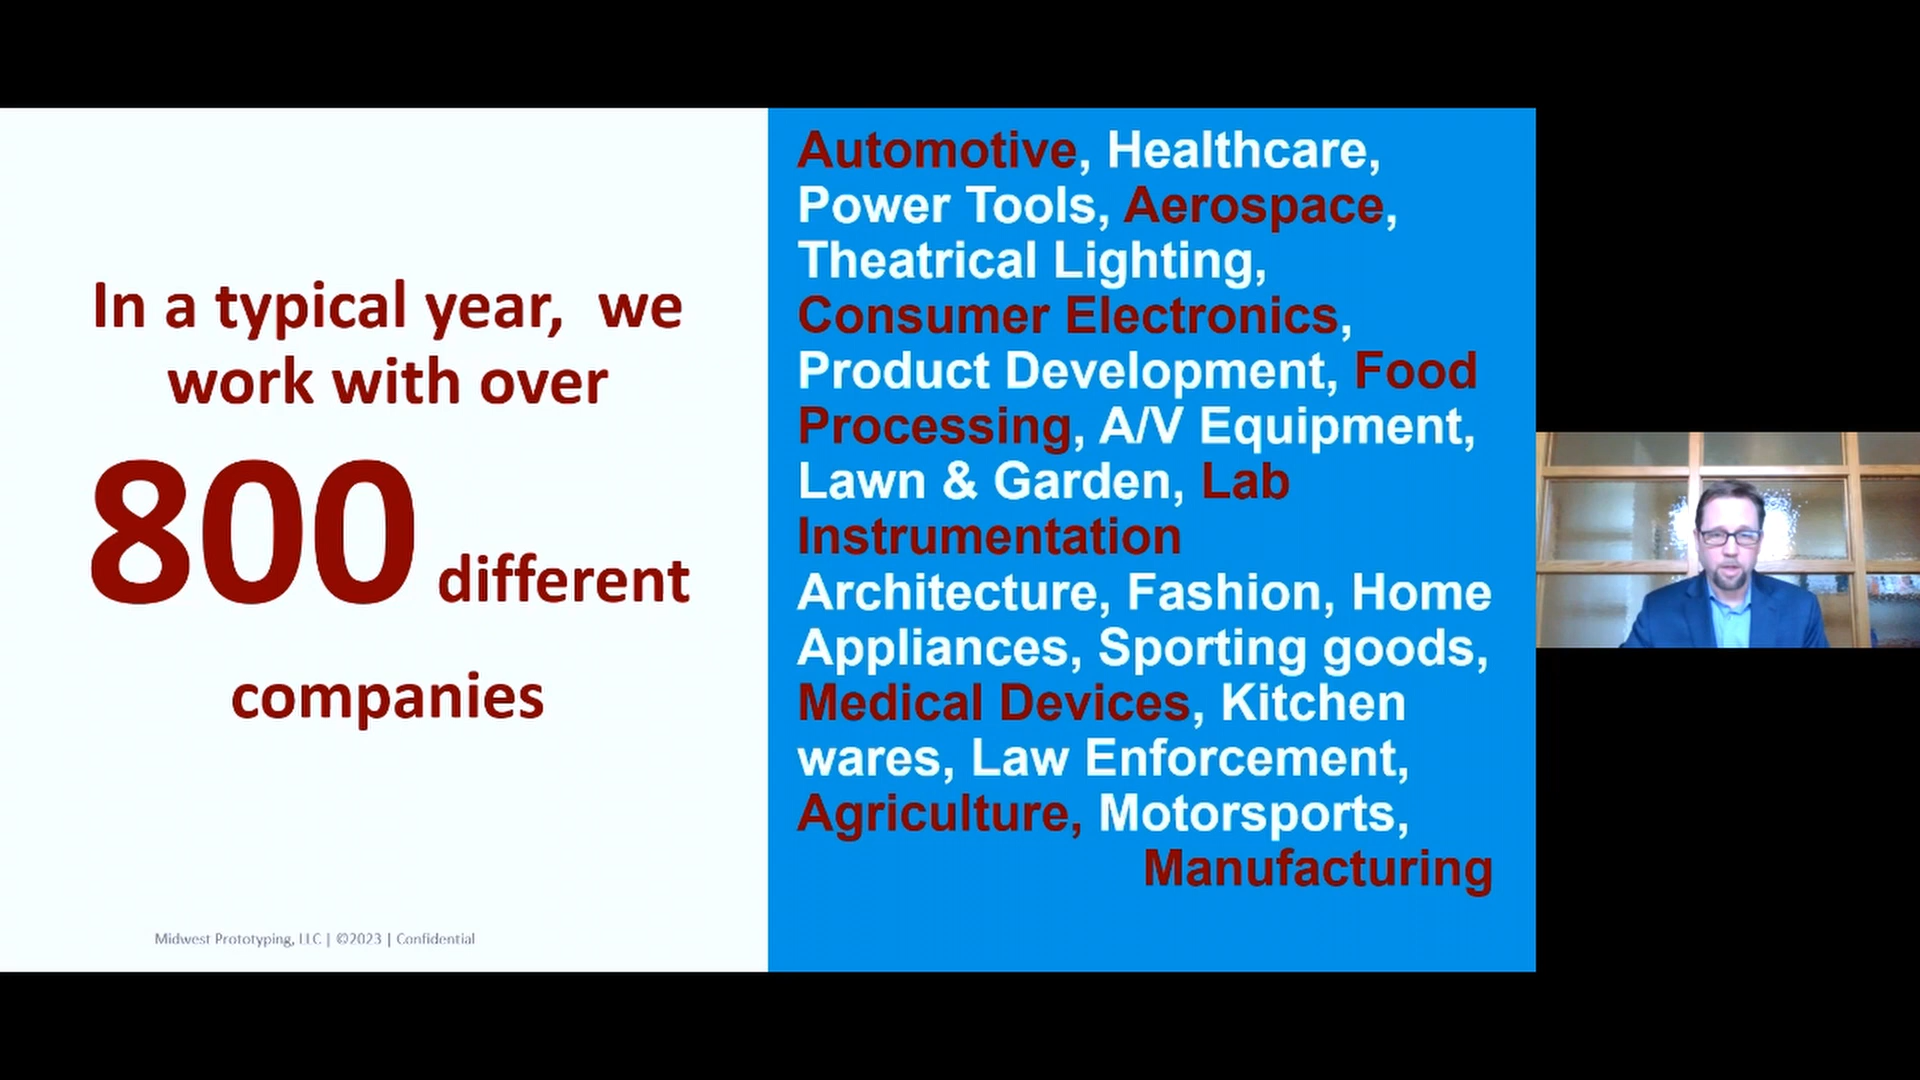 In a typical year,  we
work with over
800 different
companies
Midwest Prototyping, LLC | ©2023 | Confidential
Automotive, Healthcare,
Power Tools, Aerospace,
Theatrical Lighting,
Consumer Electronics,
Product Development, Food
Processing, A/V Equipment,
Lawn & Garden, Lab
Instrumentation
Architecture, Fashion, Home
Appliances, Sporting goods,
Medical Devices, Kitchen
wares, Law Enforcement,
Agriculture, Motorsports,
Manufacturing